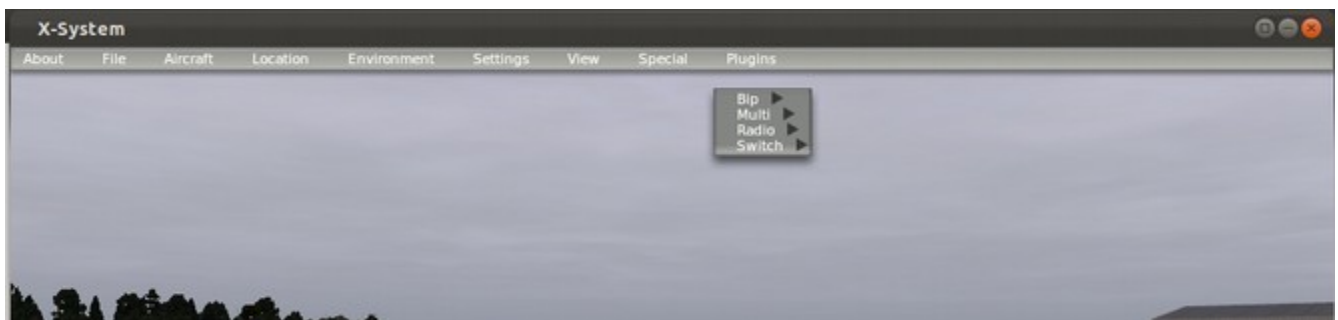 X-System
About File Aircraft Location Environment Settings View Special Plugins
Bip
Multi
Radio
Switch